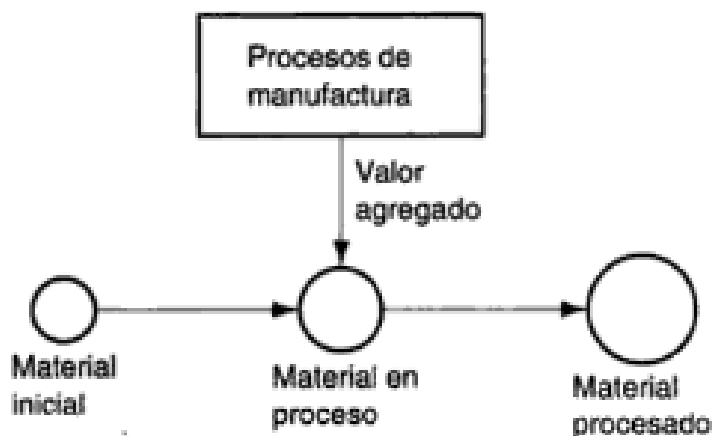 Procesos de
manufactura
Valor
agregado
Material
inicial
Material en
proceso
Material
procesado